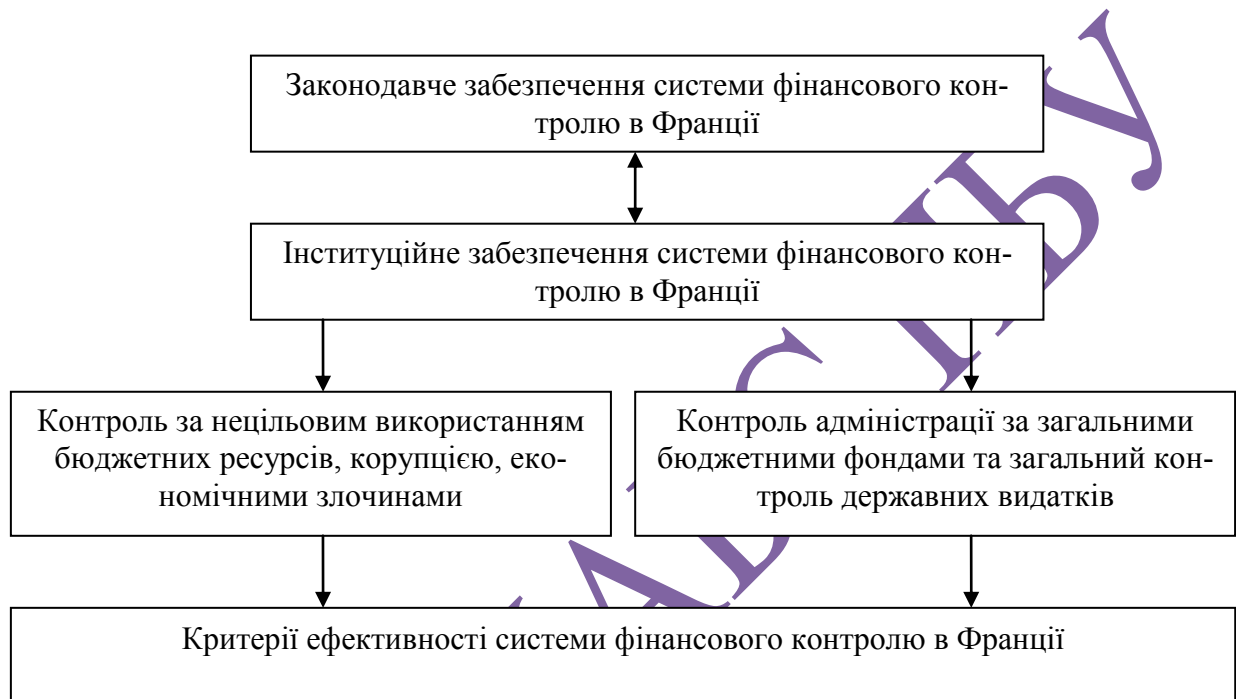 Законодавче забезпечення системи фінансового кон-
тролю в Франції
Інституційне забезпечення системи фінансового кон-
тролю в Франції
Контроль за нецільовим використанням
бюджетних ресурсів, корупцією, еко-
номічними злочинами
Контроль адміністрації за загальними
бюджетними фондами та загальний кон-
троль державних видатків
Критерії ефективності системи фінансового контролю в Франції